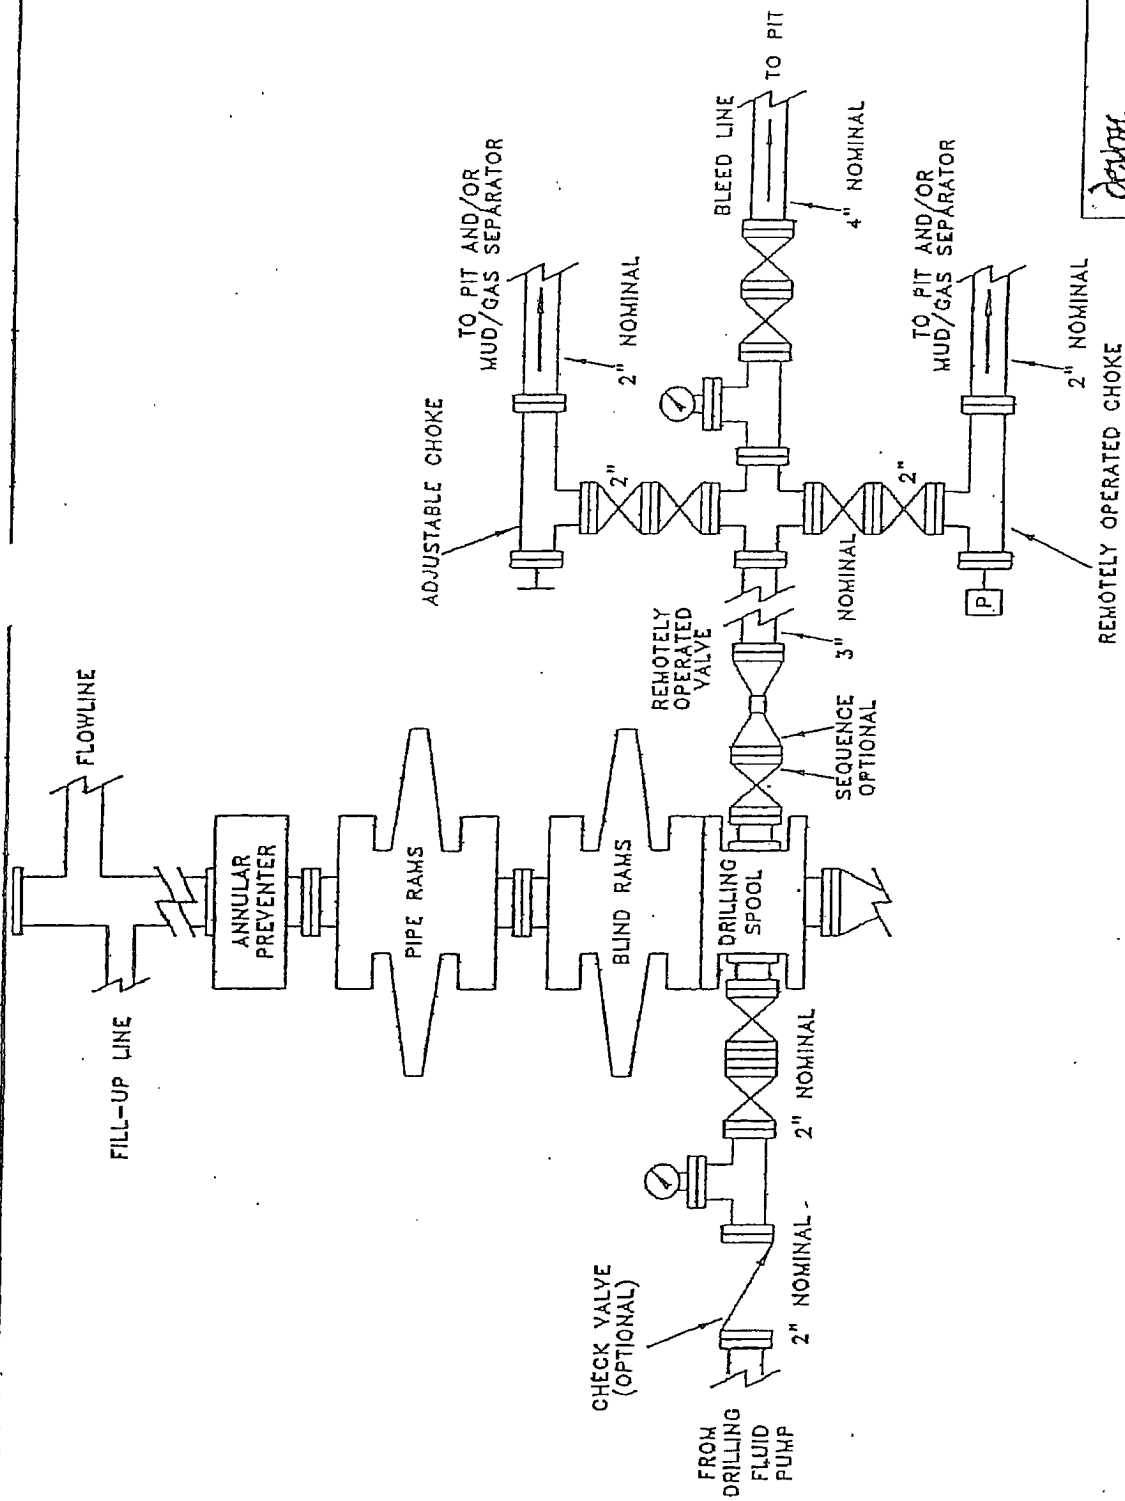 FILL-UP LINE
FLOWLINE
ANNULAR
PREVENTER
PIPE RAMS
BLIND RAMS
DRILLING
SPOOL
FROM
DRILLING
FLUID
PUMP
CHECK VALVE
(OPTIONAL)
2" NOMINAL
2" NOMINAL
SEQUENCE
OPTIONAL
REMOTELY
OPERATED
VALVE
3" NOMINAL
ADJUSTABLE CHOKE
2"
2" NOMINAL
TO PIT AND/OR
MUD/GAS SEPARATOR
BLEED LINE
TO PIT
4" NOMINAL
2"
P
REMOTELY OPERATED CHOKE
2" NOMINAL
TO PIT AND/OR
MUD/GAS SEPARATOR